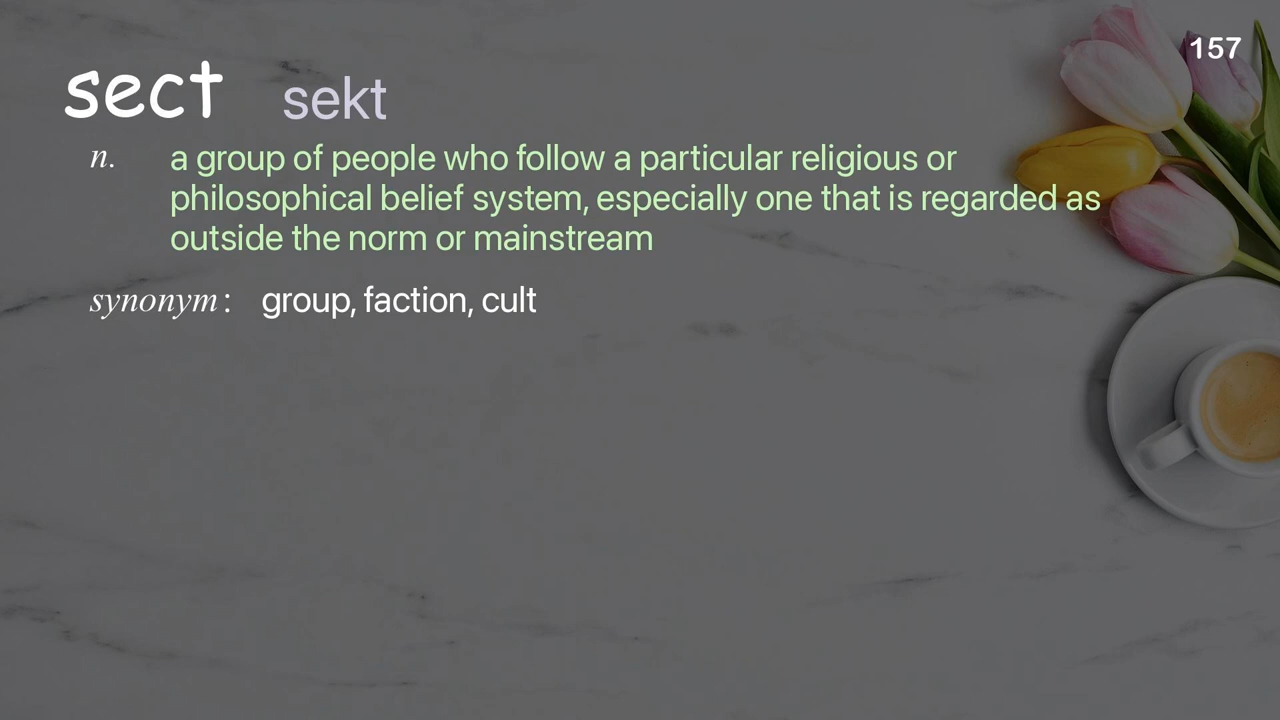 157
sect sekt
n. a group of people who follow a particular religious or
philosophical belief system, especially one that is regarded as
outside the norm or mainstream
synonym : group, faction, cult